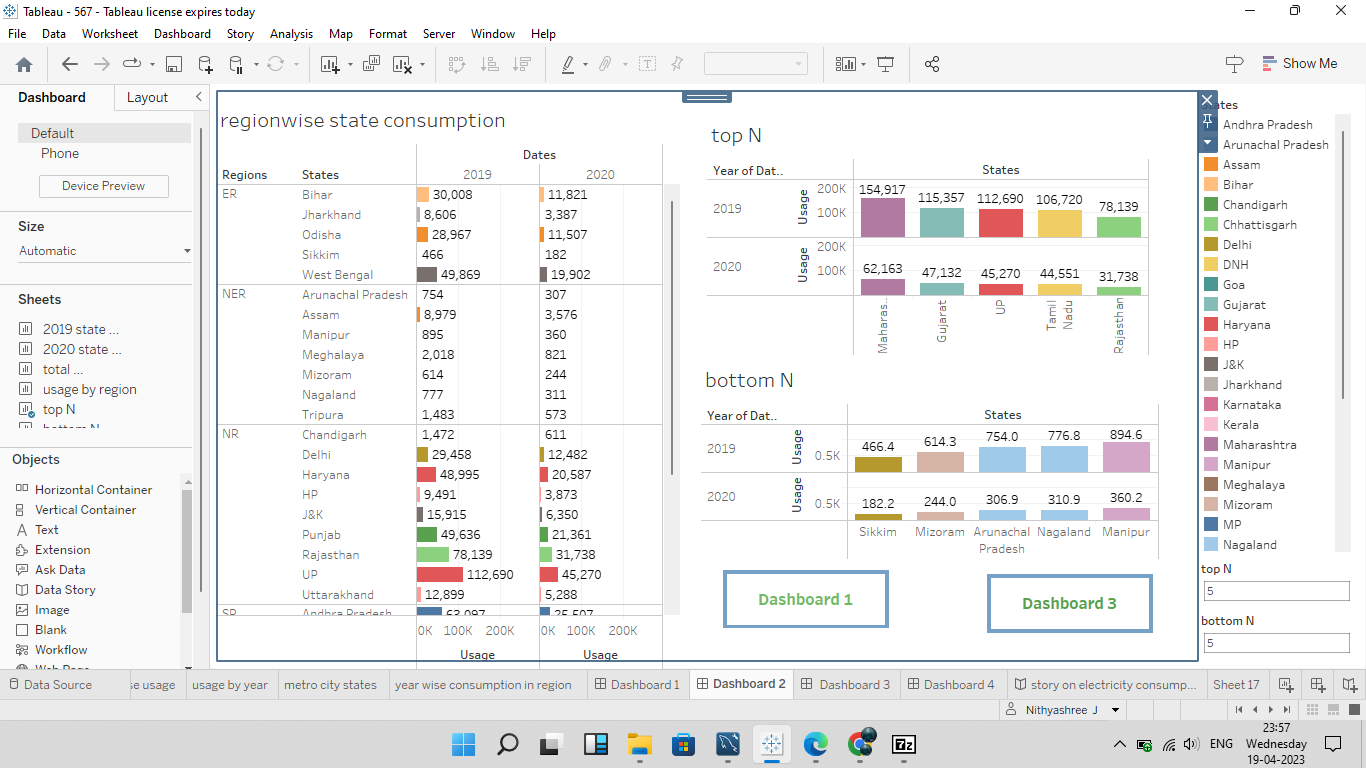 Tableau - 567 - Tableau license expires today
File Data Worksheet Dashboard Story Analysis Map Format Server Window Help
Show Me
Dashboard Layout
Default
Phone
Device Preview
Size
Automatic
Sheets
2019 state ...
2020 state ...
total ...
usage by region
top N
bottom N
Objects
Horizontal Container
Vertical Container
Text
Extension
Ask Data
Data Story
Image
Blank
Workflow
Web Page
regionwise state consumption
Dates
Regions States 2019 2020
ER Bihar 30,008 11,821
Jharkhand 8,606 3,387
Odisha 28,967 11,507
Sikkim 466 182
West Bengal 49,869 19,902
NER Arunachal Pradesh 754 307
Assam 8,979 3,576
Manipur 895 360
Meghalaya 2,018 821
Mizoram 614 244
Nagaland 777 311
Tripura 1,483 573
NR Chandigarh 1,472 611
Delhi 29,458 12,482
Haryana 48,995 20,587
HP 9,491 3,873
J&K 15,915 6,350
Punjab 49,636 21,361
Rajasthan 78,139 31,738
UP 112,690 45,270
Uttarakhand 12,899 5,288
SR Andhra Pradesh 63,097 25,507
0K 100K 200K 0K 100K 200K
Usage Usage
top N
Year of Dat.. States
2019 Usage 200K 100K 154,917 115,357 112,690 106,720 78,139
2020 Usage 200K 100K 62,163 47,132 45,270 44,551 31,738
Maharas.. Gujarat UP Tamil Nadu Rajasthan
bottom N
Year of Dat.. States
2019 Usage 0.5K 466.4 614.3 754.0 776.8 894.6
2020 Usage 0.5K 182.2 244.0 306.9 310.9 360.2
Sikkim Mizoram Arunachal Pradesh Nagaland Manipur
Dashboard 1 Dashboard 3
States
Andhra Pradesh
Arunachal Pradesh
Assam
Bihar
Chandigarh
Chhattisgarh
Delhi
DNH
Goa
Gujarat
Haryana
HP
J&K
Jharkhand
Karnataka
Kerala
Maharashtra
Manipur
Meghalaya
Mizoram
MP
Nagaland
top N
5
bottom N
5
Data Source se usage usage by year metro city states year wise consumption in region Dashboard 1 Dashboard 2 Dashboard 3 Dashboard 4 story on electricity consump... Sheet 17
Nithyashree J
7z
ENG
23:57
Wednesday
19-04-2023